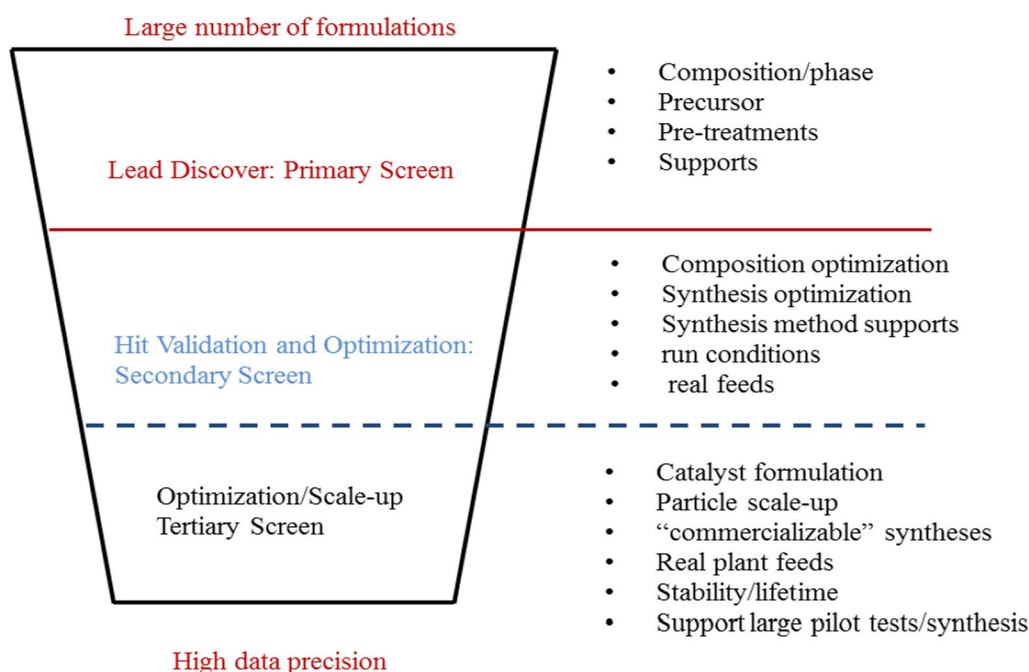 Large number of formulations
• Composition/phase
• Precursor
• Pre-treatments
• Supports
Lead Discover: Primary Screen
• Composition optimization
• Synthesis optimization
• Synthesis method supports
• run conditions
• real feeds
Hit Validation and Optimization:
Secondary Screen
• Catalyst formulation
• Particle scale-up
• “commercializable” syntheses
• Real plant feeds
• Stability/lifetime
• Support large pilot tests/synthesis
Optimization/Scale-up
Tertiary Screen
High data precision